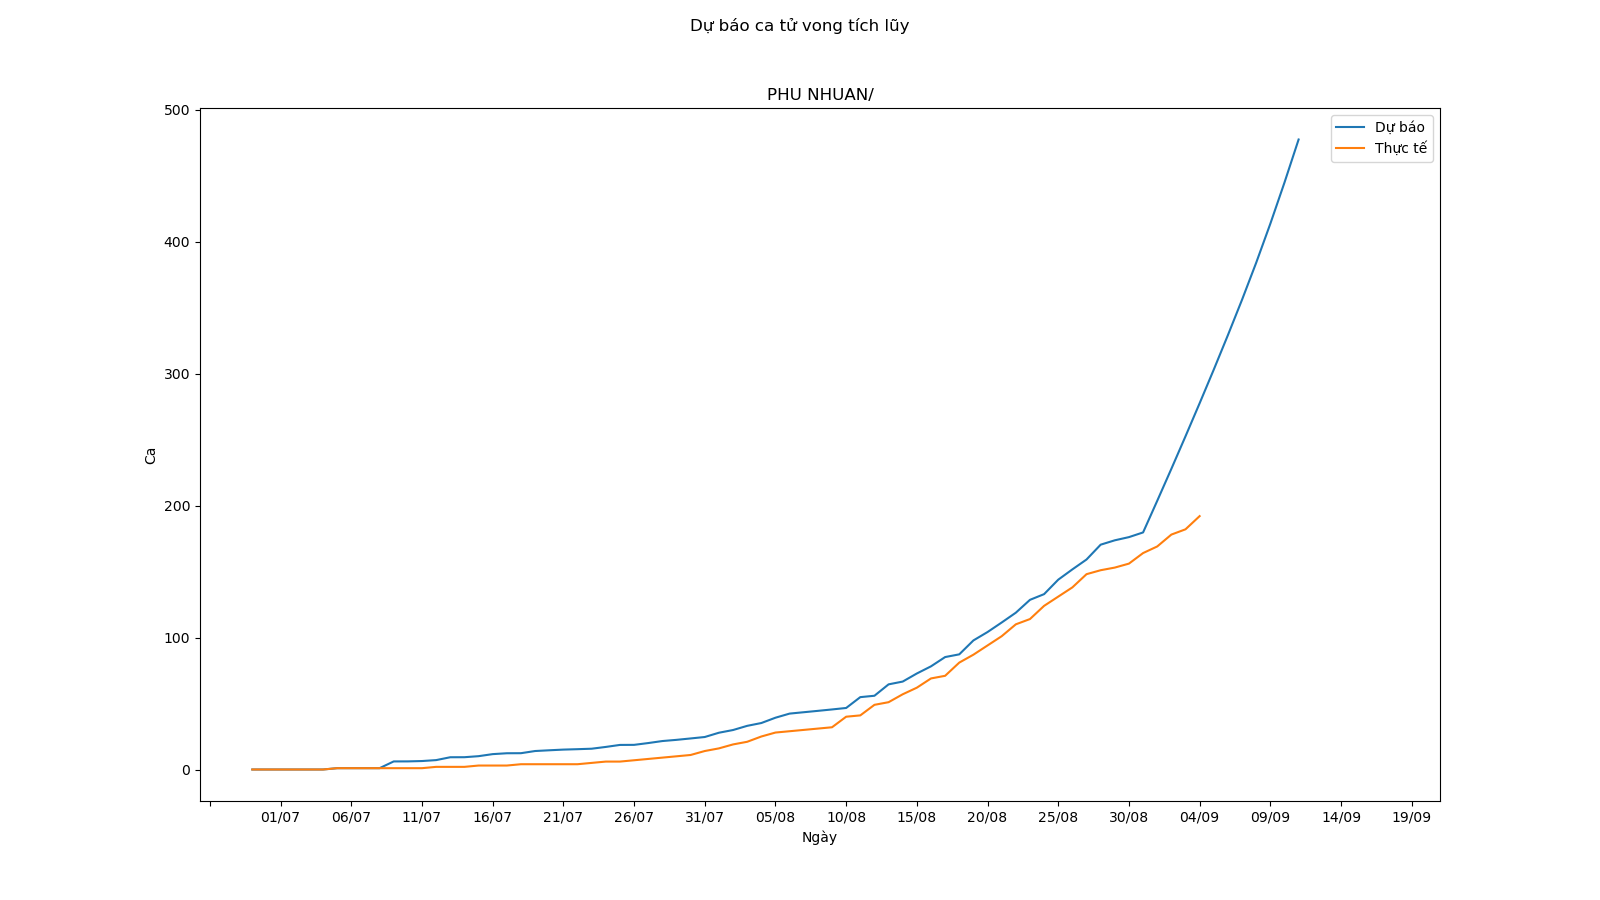 Dự báo ca tử vong tích lũy
PHU NHUAN/
Dự báo
Thực tế
Ca
500
400
300
200
100
0
01/07 06/07 11/07 16/07 21/07 26/07 31/07 05/08 10/08 15/08 20/08 25/08 30/08 04/09 09/09 14/09 19/09
Ngày